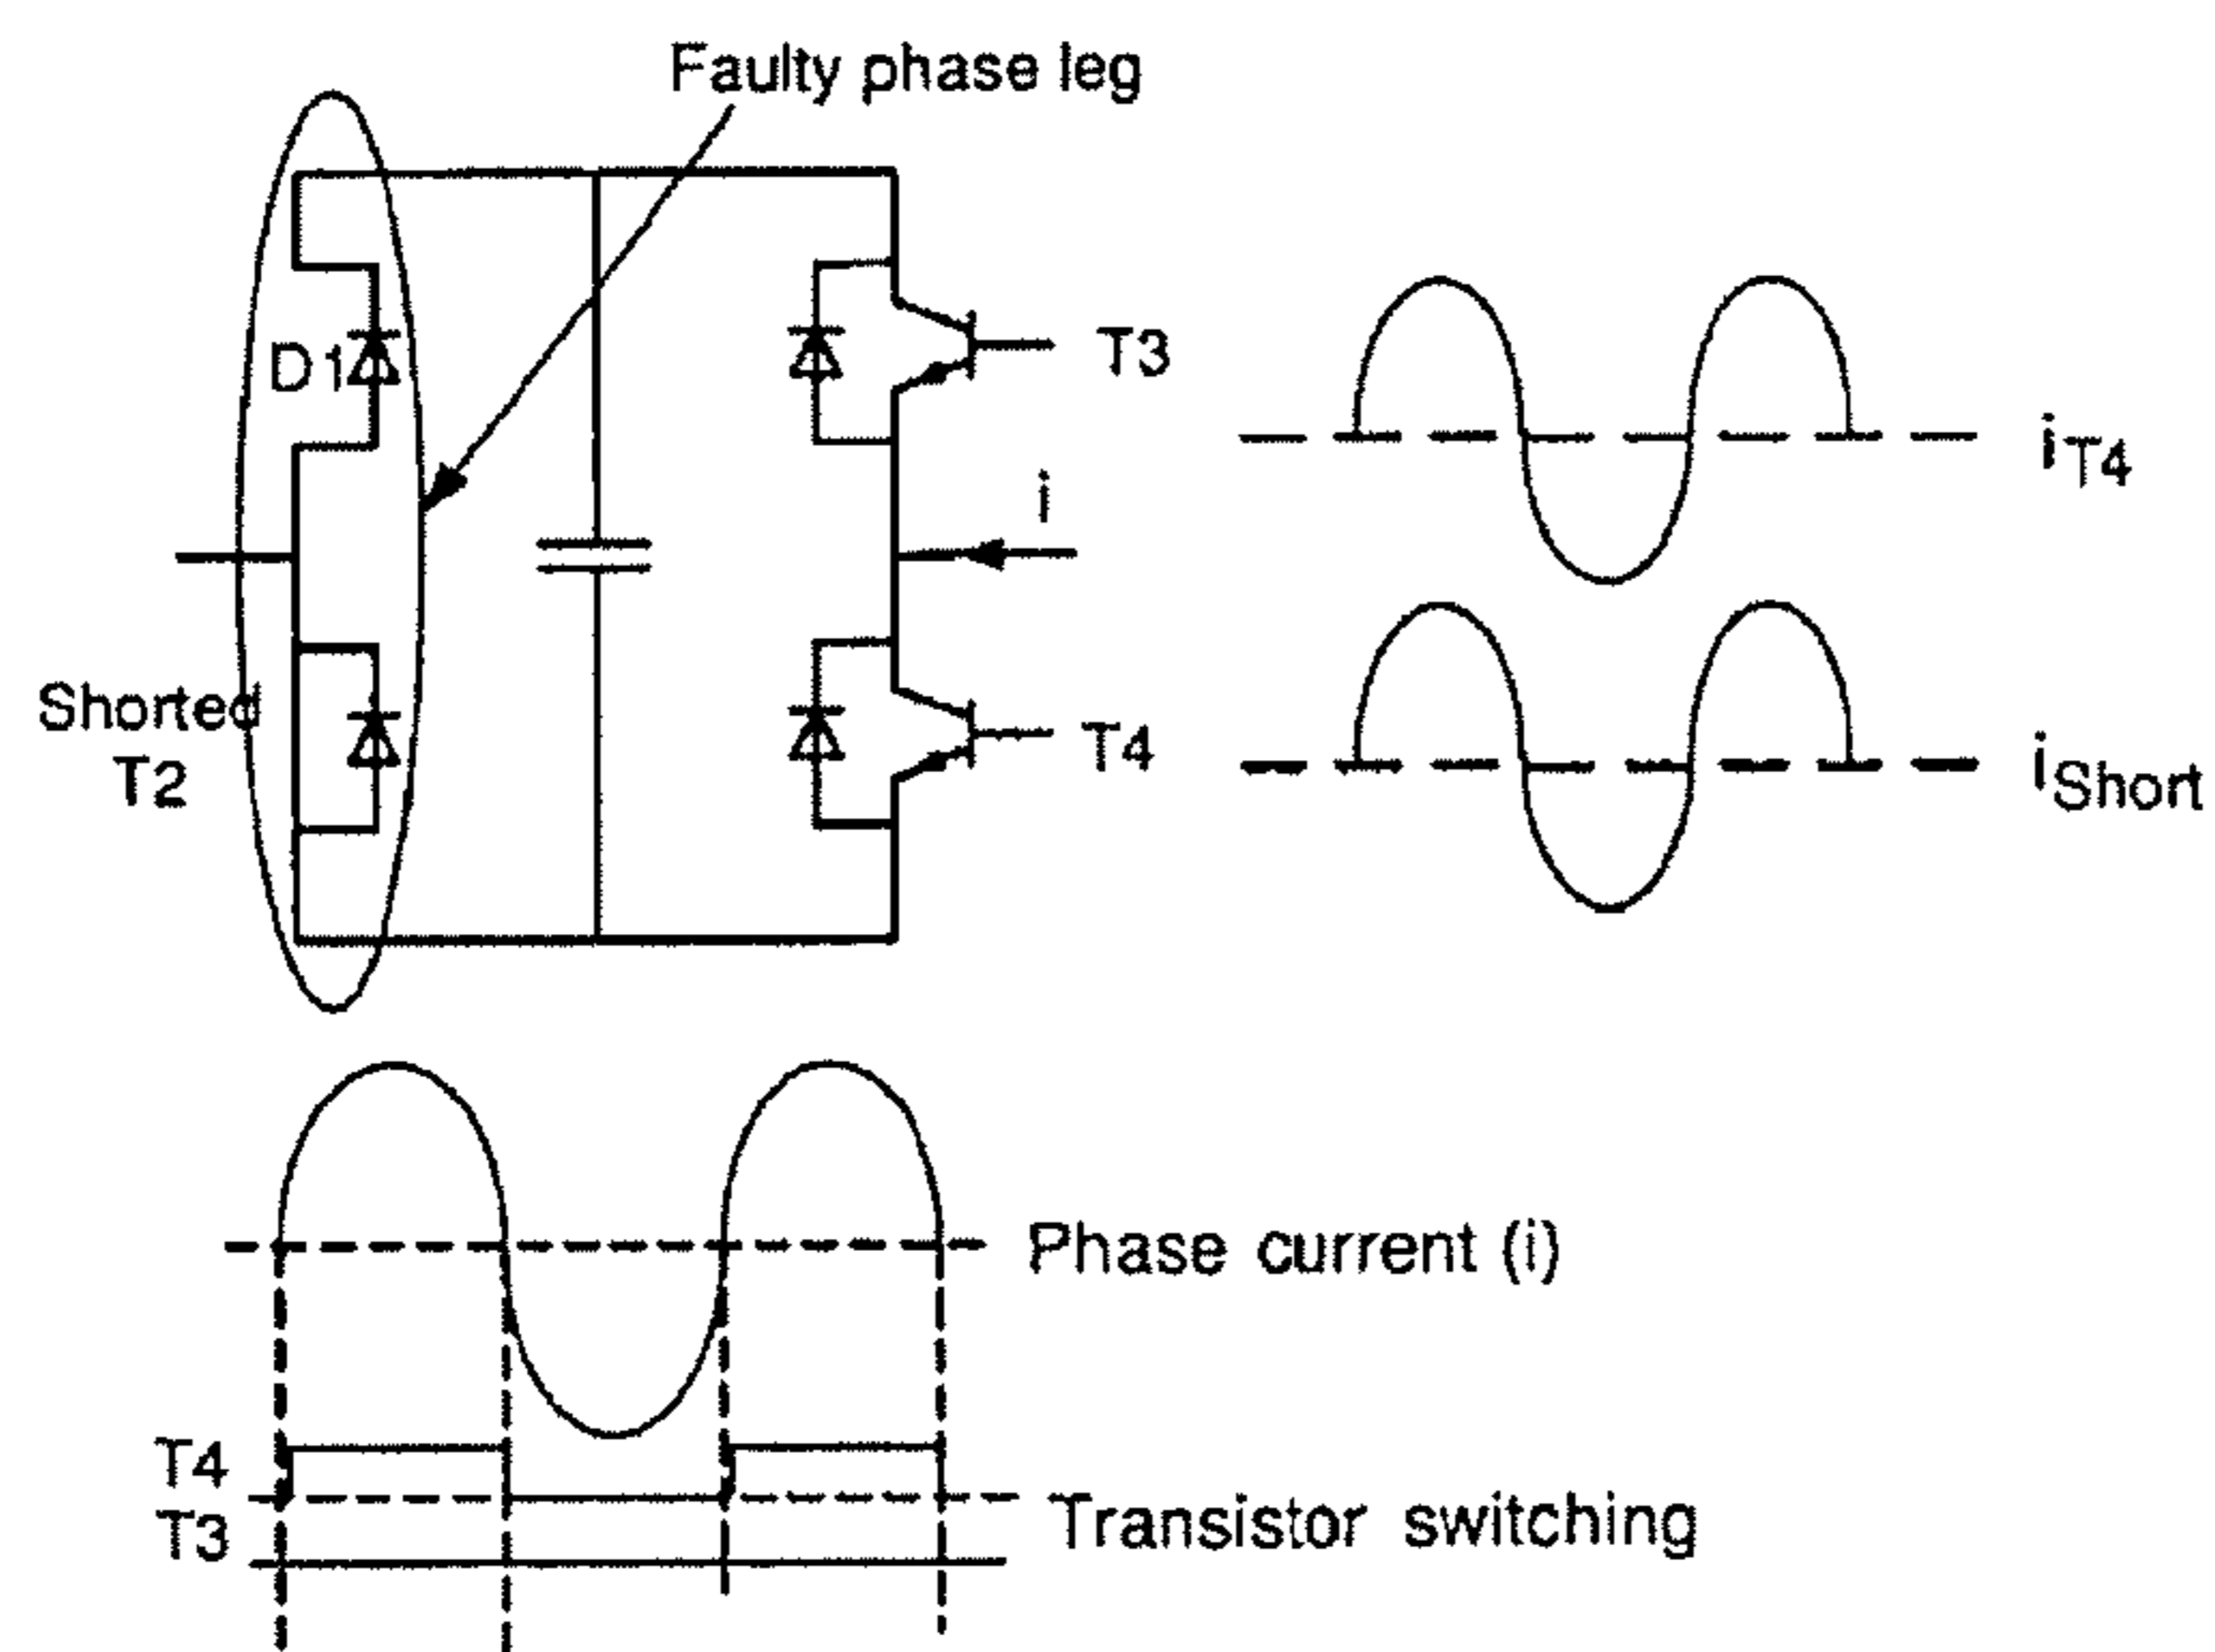 Faulty phase leg
D1
T3
i
iT4
Shorted
T2
T4
iShort
Phase current (i)
T4
T3
Transistor switching